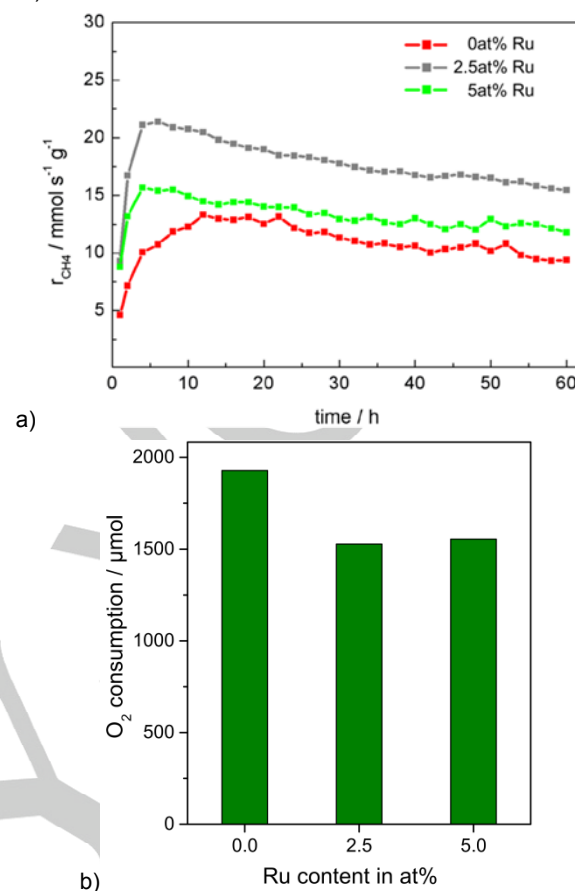 30
25
20
15
10
5
0at% Ru
2.5at% Ru
5at% Ru
r_CH4 / mmol s⁻¹ g⁻¹
0 10 20 30 40 50 60
time / h
a)
2000
1500
1000
500
0
O₂ consumption / µmol
0.0 2.5 5.0
Ru content in at%
b)